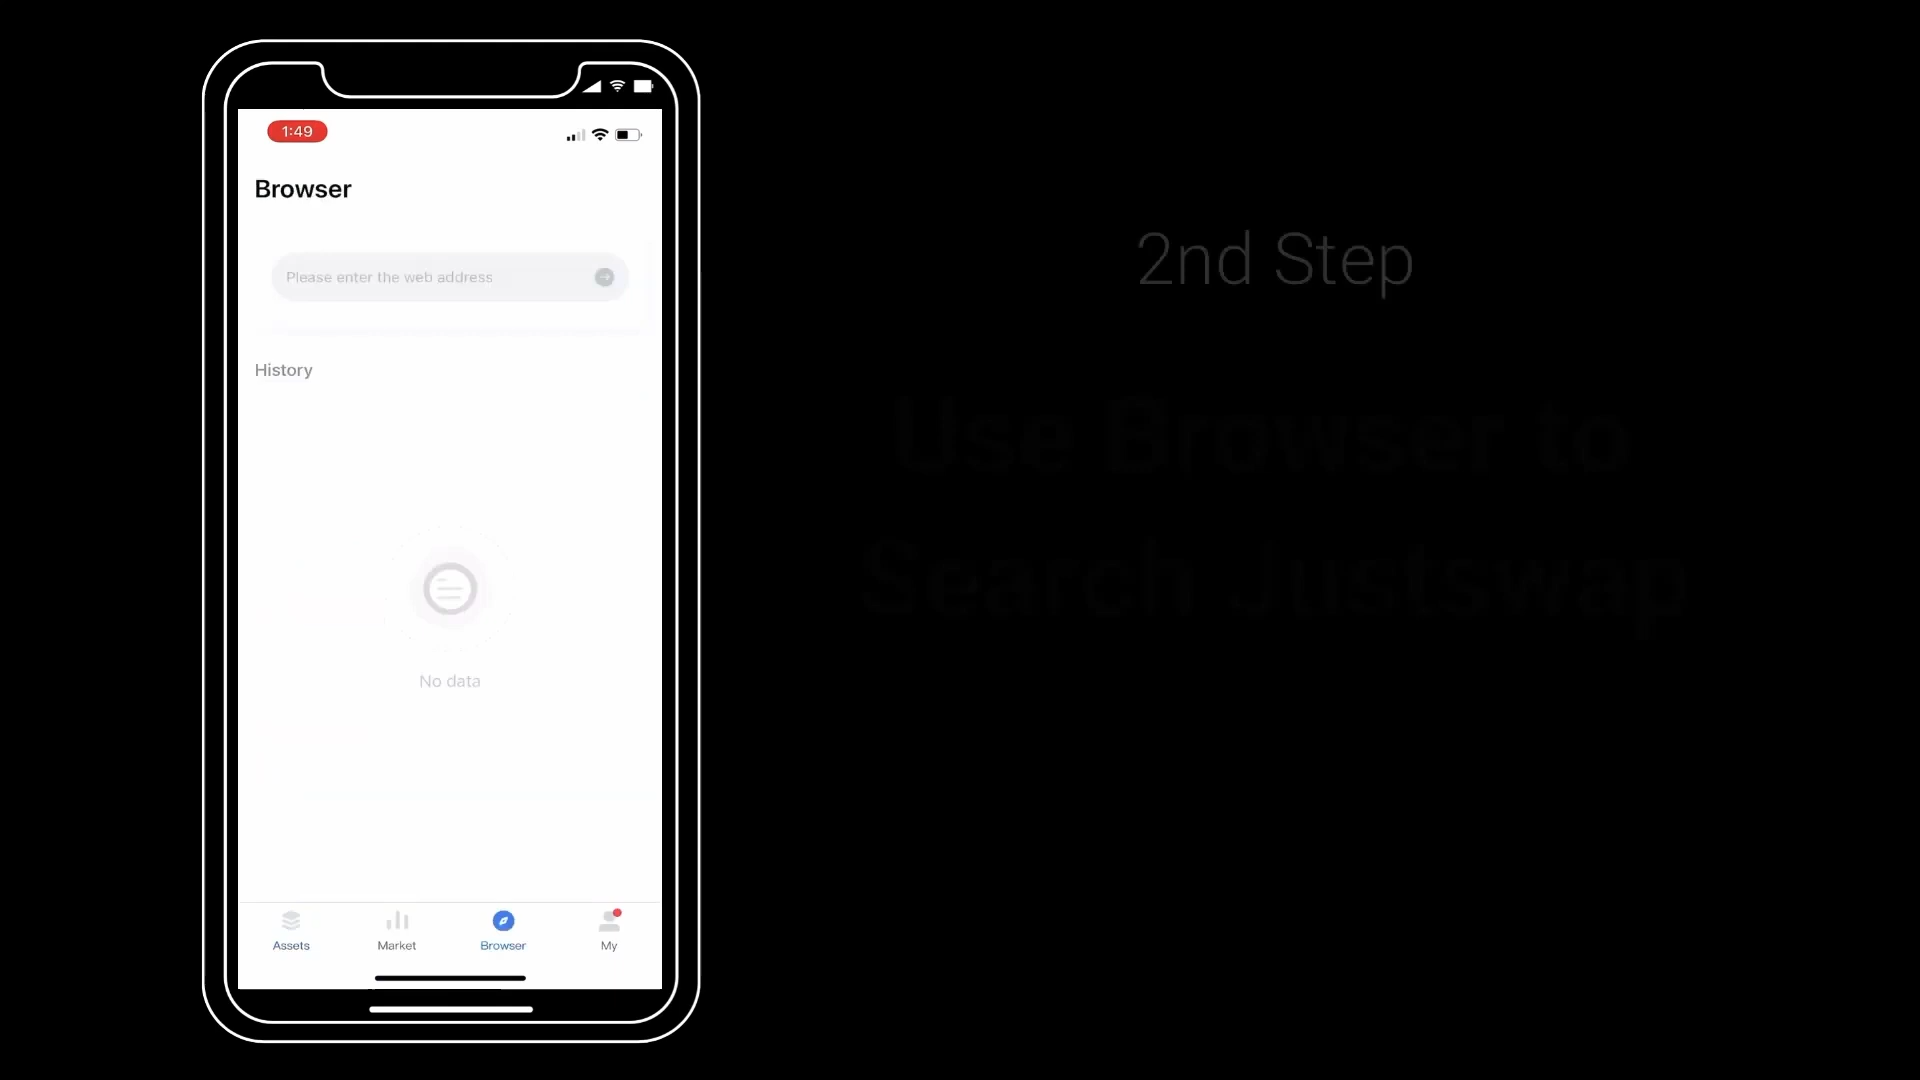 1:49
Browser
Please enter the web address
History
No data
Assets
Market
Browser
My
2nd Step
Use Browser to
Search Justswap